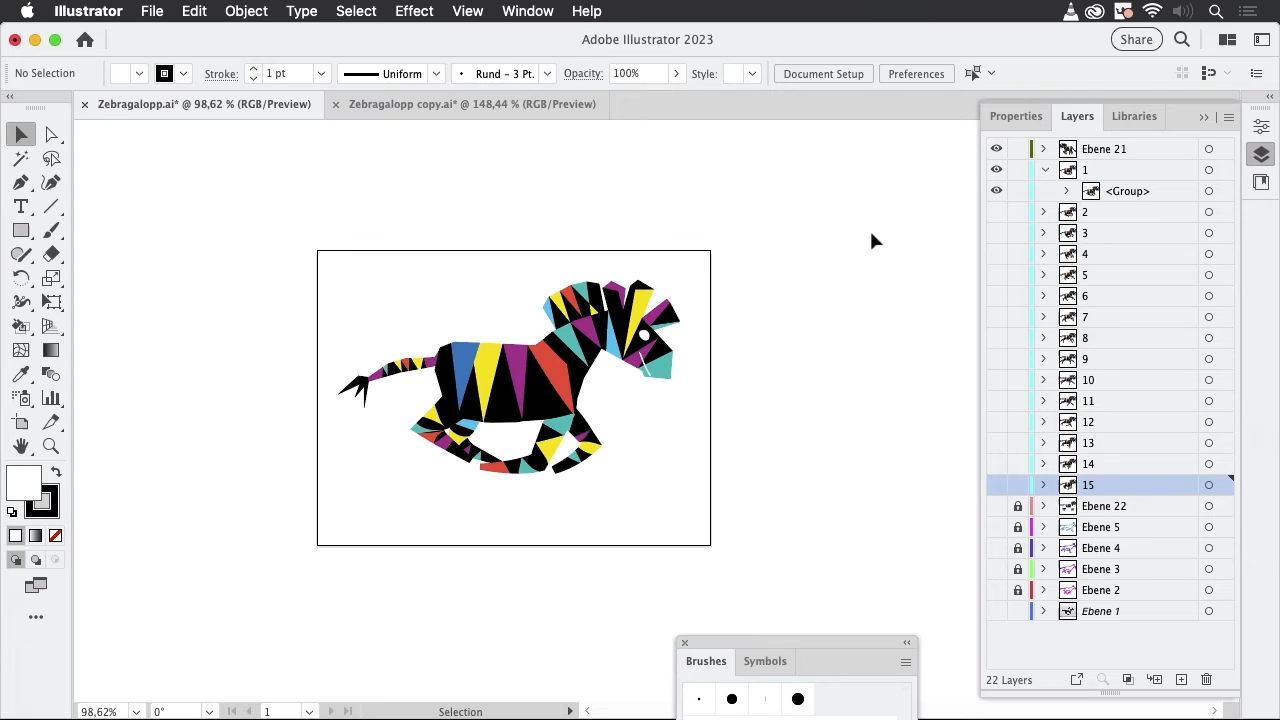 Illustrator File Edit Object Type Select Effect View Window Help
Adobe Illustrator 2023
Share
No Selection Stroke: 1 pt Uniform Rund - 3 Pt. Opacity: 100% Style: Document Setup Preferences
Zebragalopp.ai* @ 98,62 % (RGB/Preview) Zebragalopp copy.ai* @ 148,44 % (RGB/Preview)
Properties Layers Libraries
Ebene 21
1
<Group>
2
3
4
5
6
7
8
9
10
11
12
13
14
15
Ebene 22
Ebene 5
Ebene 4
Ebene 3
Ebene 2
Ebene 1
Brushes Symbols
22 Layers
98,62% 0° 1 Selection